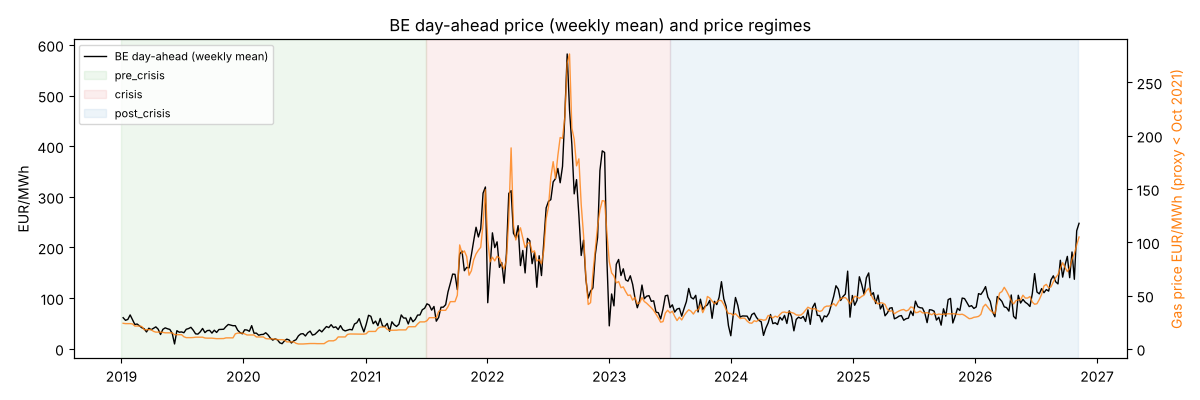 BE day-ahead price (weekly mean) and price regimes
BE day-ahead (weekly mean)
pre_crisis
crisis
post_crisis
EUR/MWh
600
500
400
300
200
100
0
250
200
150
100
50
0
Gas price EUR/MWh (proxy < Oct 2021)
2019 2020 2021 2022 2023 2024 2025 2026 2027